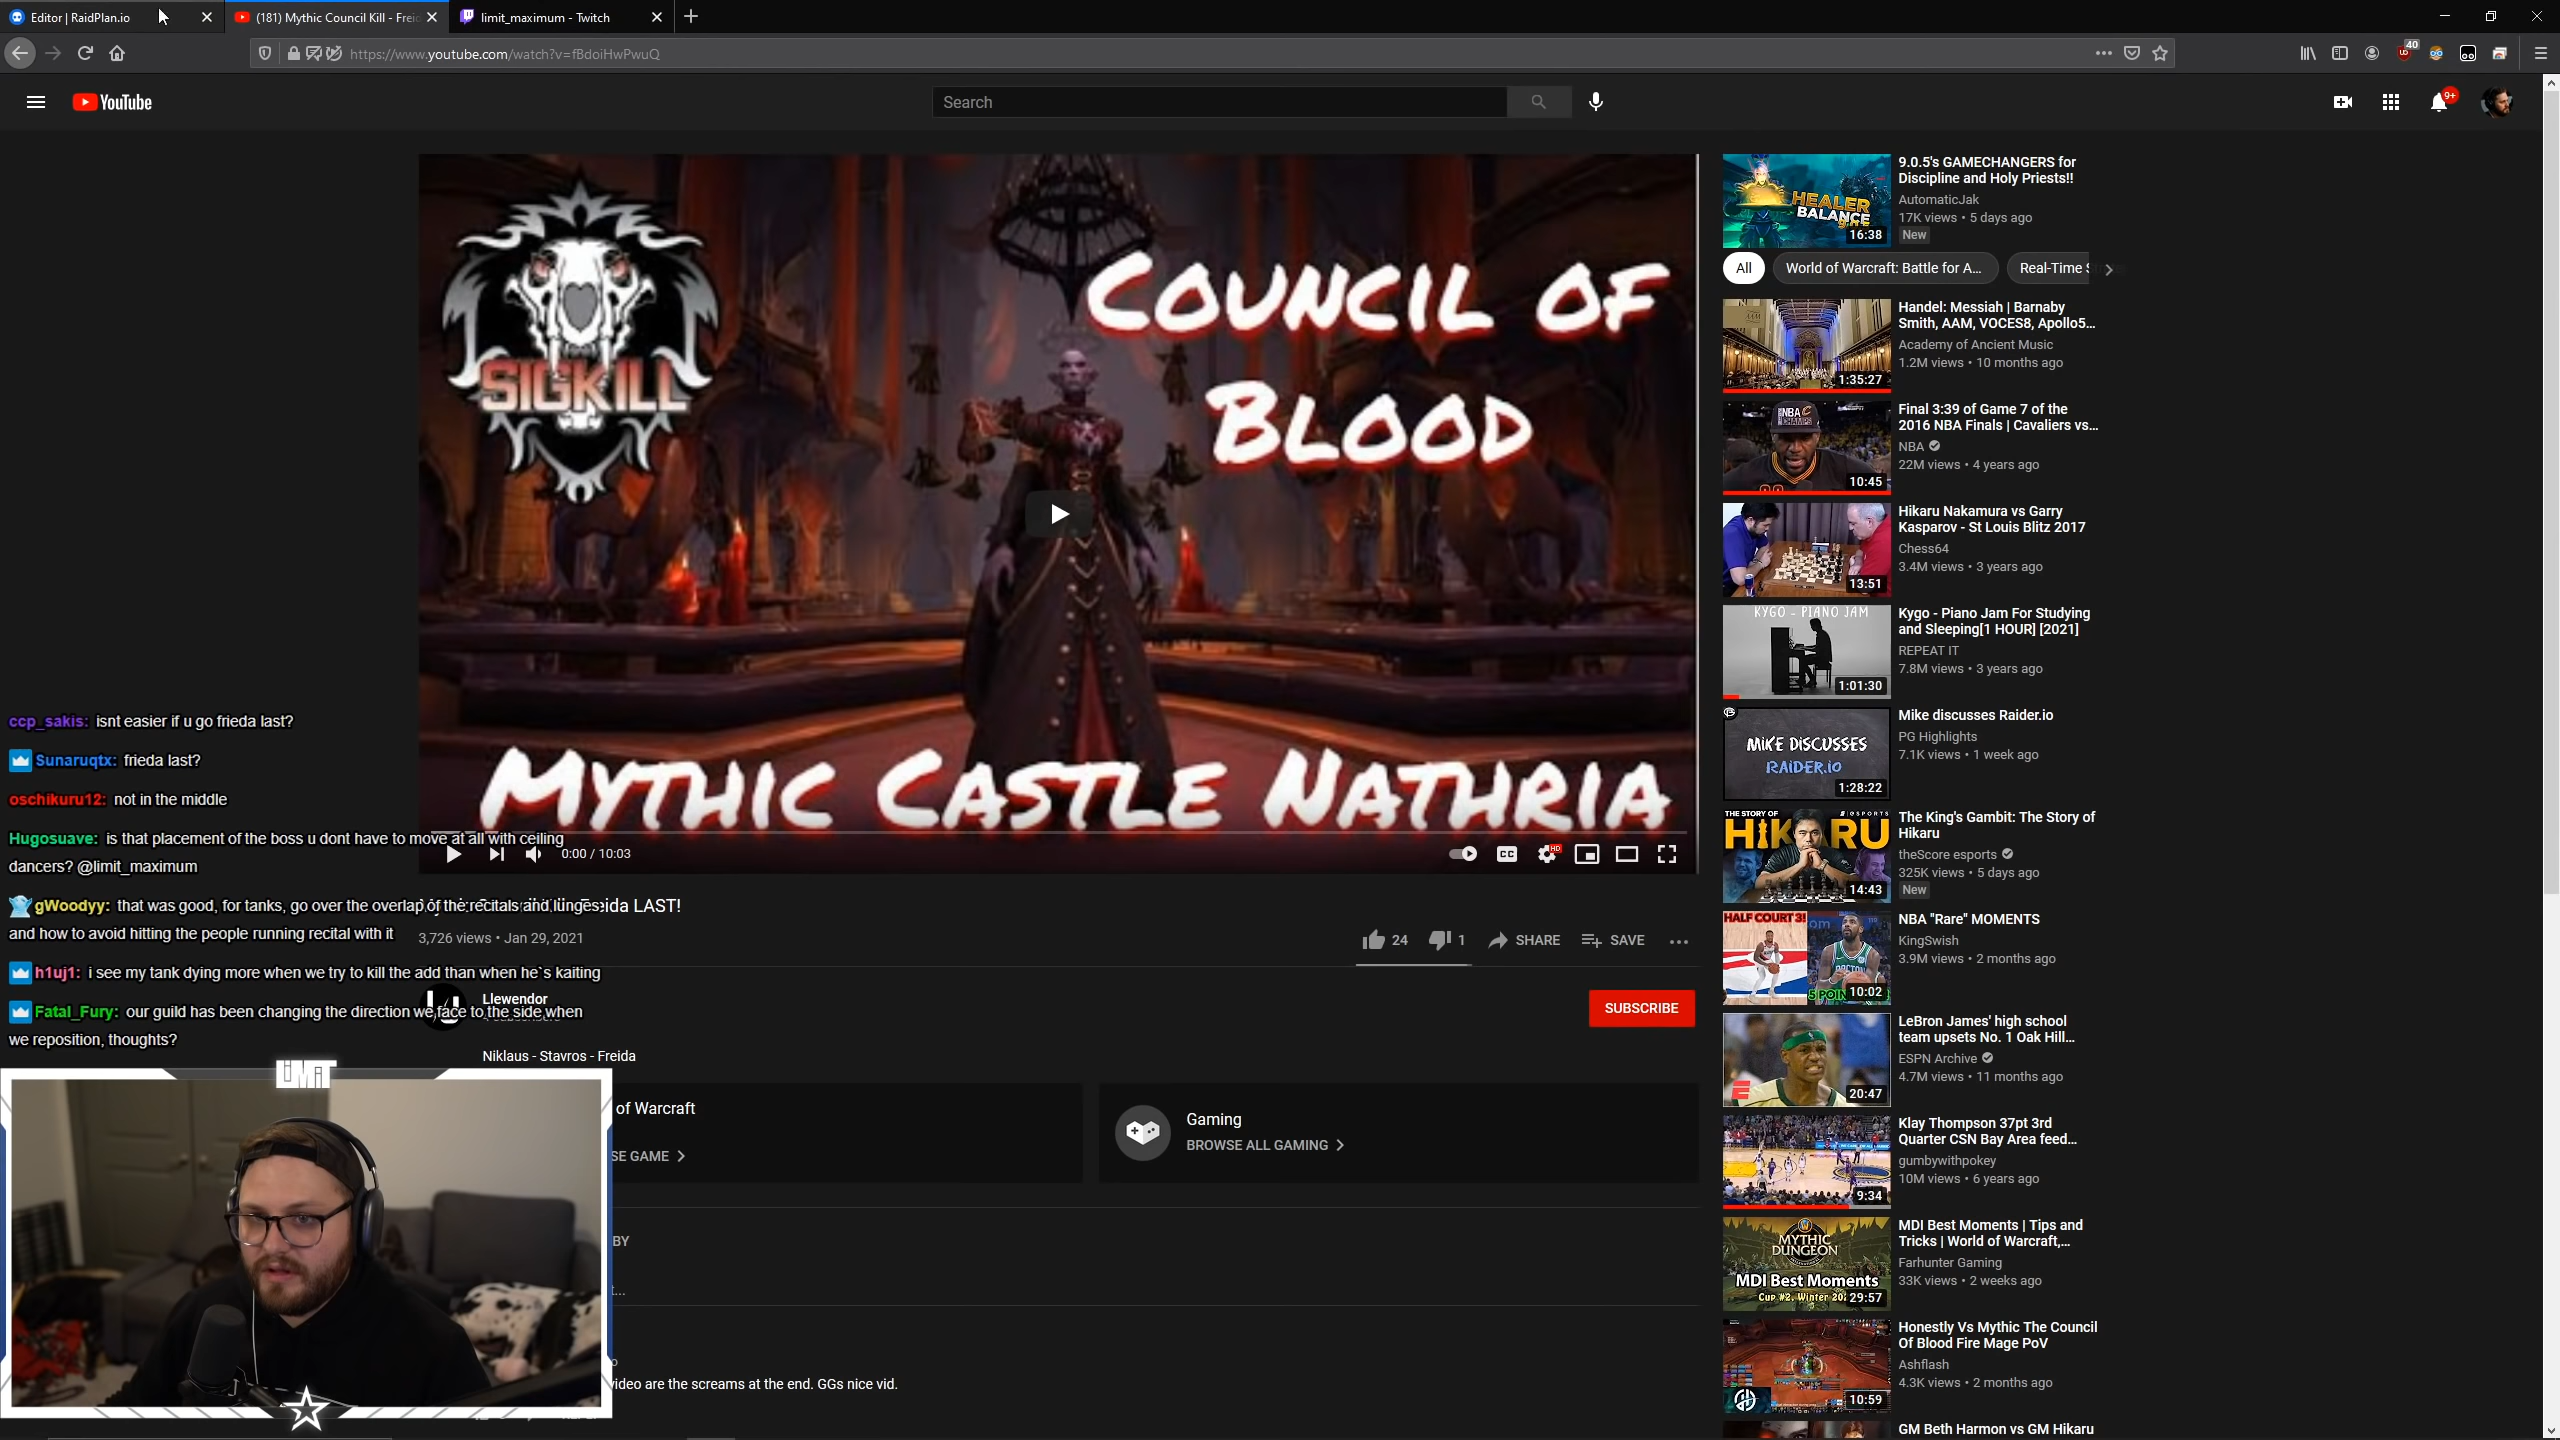 Editor | RaidPlan.io
(181) Mythic Council Kill - Freid
limit_maximum - Twitch
https://www.youtube.com/watch?v=fBdoiHwPwuQ
40
YouTube
Search
9+
SIGKILL
COUNCIL OF
BLOOD
MYTHIC CASTLE NATHRIA
0:00 / 10:03
CC
HD
eida LAST!
3,726 views • Jan 29, 2021
24
1
SHARE
SAVE
Llewendor
SUBSCRIBE
Niklaus - Stavros - Freida
of Warcraft
SE GAME
Gaming
BROWSE ALL GAMING
BY
t...
o
video are the screams at the end. GGs nice vid.
ccp_sakis: isnt easier if u go frieda last?
Sunaruqtx: frieda last?
oschikuru12: not in the middle
Hugosuave: is that placement of the boss u dont have to move at all with ceiling
dancers? @limit_maximum
gWoodyy: that was good, for tanks, go over the overlap of the recitals and lunges
and how to avoid hitting the people running recital with it
h1uj1: i see my tank dying more when we try to kill the add than when he`s kaiting
Fatal_Fury: our guild has been changing the direction we face to the side when
we reposition, thoughts?
LIMIT
HEALER
BALANCE
9.0.5
16:38
9.0.5's GAMECHANGERS for
Discipline and Holy Priests!!
AutomaticJak
17K views • 5 days ago
New
All
World of Warcraft: Battle for A...
Real-Time S
1:35:27
Handel: Messiah | Barnaby
Smith, AAM, VOCES8, Apollo5...
Academy of Ancient Music
1.2M views • 10 months ago
NBA
CHAMPS
10:45
Final 3:39 of Game 7 of the
2016 NBA Finals | Cavaliers vs...
NBA
22M views • 4 years ago
13:51
Hikaru Nakamura vs Garry
Kasparov - St Louis Blitz 2017
Chess64
3.4M views • 3 years ago
KYGO - PIANO JAM
1:01:30
Kygo - Piano Jam For Studying
and Sleeping[1 HOUR] [2021]
REPEAT IT
7.8M views • 3 years ago
MIKE DISCUSSES
RAIDER.IO
1:28:22
Mike discusses Raider.io
PG Highlights
7.1K views • 1 week ago
THE STORY OF
HIKARU
14:43
The King's Gambit: The Story of
Hikaru
theScore esports
325K views • 5 days ago
New
HALF COURT 3!
5 POIN
10:02
NBA "Rare" MOMENTS
KingSwish
3.9M views • 2 months ago
20:47
LeBron James' high school
team upsets No. 1 Oak Hill...
ESPN Archive
4.7M views • 11 months ago
9:34
Klay Thompson 37pt 3rd
Quarter CSN Bay Area feed...
gumbywithpokey
10M views • 6 years ago
MYTHIC
DUNGEON
MDI Best Moments
Cup #2, Winter 20
29:57
MDI Best Moments | Tips and
Tricks | World of Warcraft,...
Farhunter Gaming
33K views • 2 weeks ago
10:59
Honestly Vs Mythic The Council
Of Blood Fire Mage PoV
Ashflash
4.3K views • 2 months ago
GM Beth Harmon vs GM Hikaru